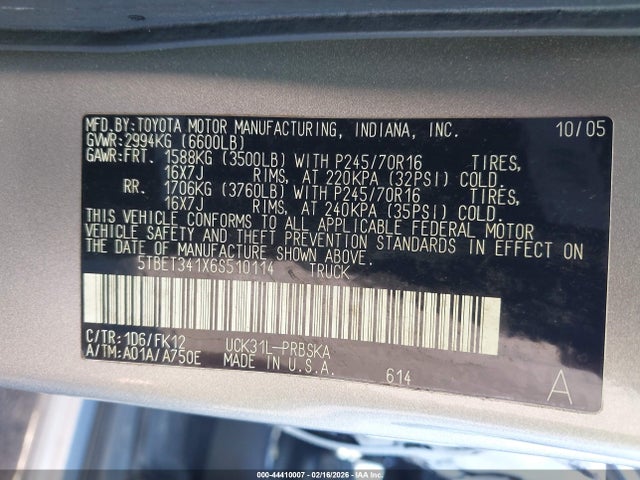 MFD.BY:TOYOTA MOTOR MANUFACTURING, INDIANA, INC. 10/05
GVWR:2994KG (6600LB)
GAWR:FRT. 1588KG (3500LB) WITH P245/70R16 TIRES,
16X7J RIMS, AT 220KPA (32PSI) COLD.
RR. 1706KG (3760LB) WITH P245/70R16 TIRES,
16X7J RIMS, AT 240KPA (35PSI) COLD.
THIS VEHICLE CONFORMS TO ALL APPLICABLE FEDERAL MOTOR
VEHICLE SAFETY AND THEFT PREVENTION STANDARDS IN EFFECT ON
THE DATE OF MANUFACTURE SHOWN ABOVE.
5TBET341X6S510114 TRUCK
C/TR:1D6/FK12 UCK31L-PRBSKA
A/TM:A01A/A750E MADE IN U.S.A. 614 A
000-44410007 - 02/16/2026 - IAA Inc.